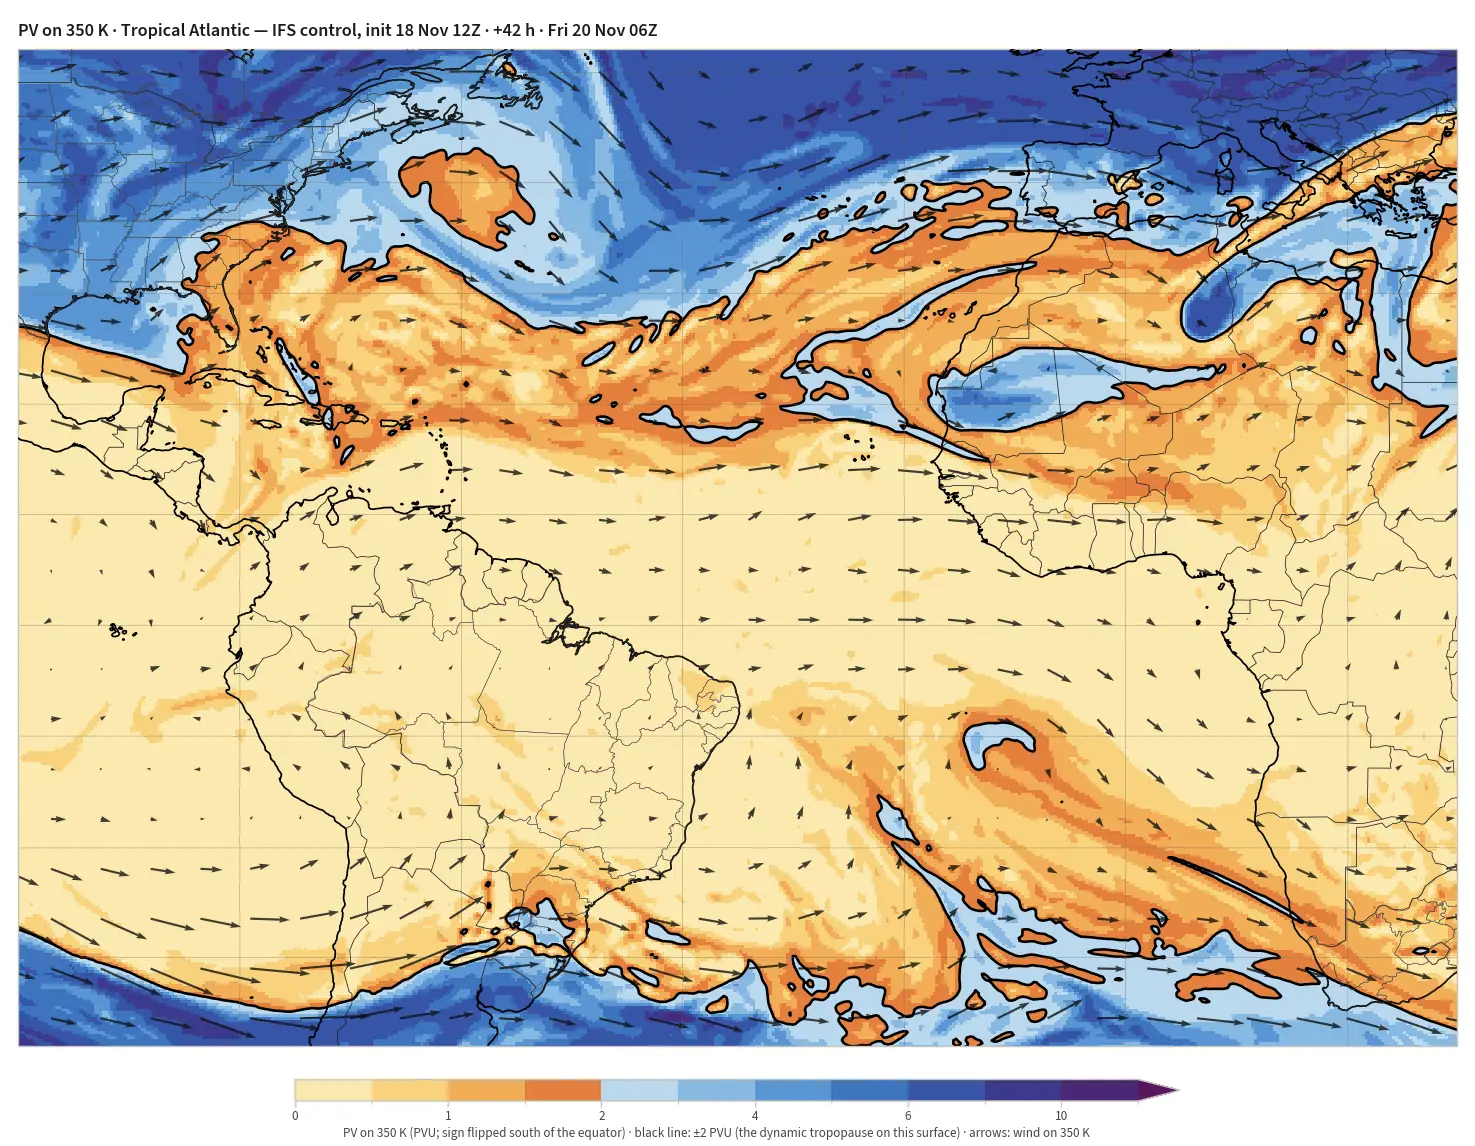 PV on 350 K · Tropical Atlantic — IFS control, init 18 Nov 12Z · +42 h · Fri 20 Nov 06Z
0 1 2 4 6 10
PV on 350 K (PVU; sign flipped south of the equator) · black line: ±2 PVU (the dynamic tropopause on this surface) · arrows: wind on 350 K